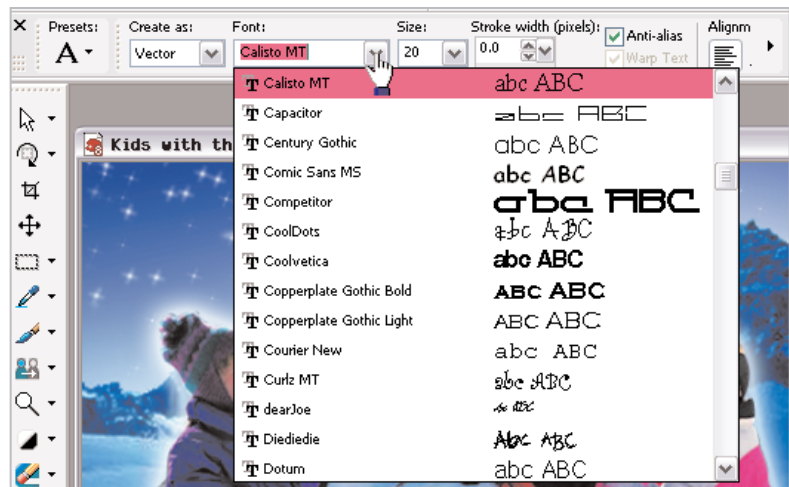 Presets: Create as: Font: Size: Stroke width (pixels): Anti-alias Alignm
A Vector Calisto MT 20 0.0 Warp Text
Calisto MT abc ABC
Capacitor abc ABC
Kids with th
Century Gothic abc ABC
Comic Sans MS abc ABC
Competitor abc ABC
CoolDots abc ABC
Coolvetica abc ABC
Copperplate Gothic Bold ABC ABC
Copperplate Gothic Light ABC ABC
Courier New abc ABC
Curlz MT abc ABC
dearJoe abc ABC
Diediedie Abc ABC
Dotum abc ABC